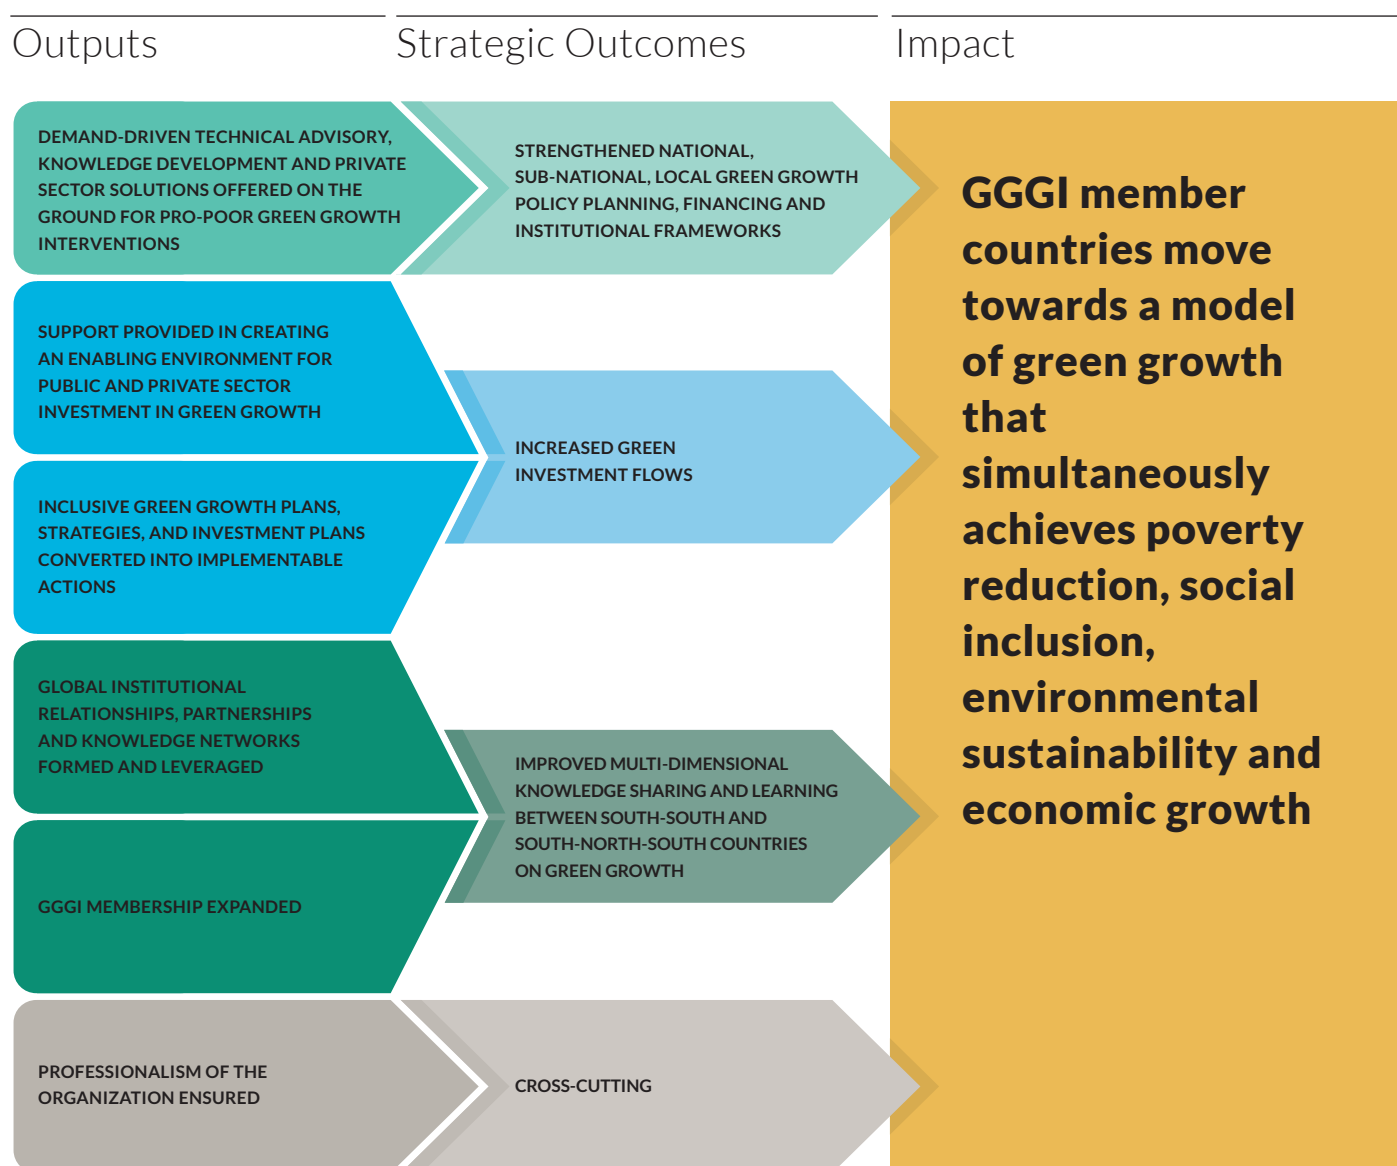 Outputs
Strategic Outcomes
Impact
DEMAND-DRIVEN TECHNICAL ADVISORY,
KNOWLEDGE DEVELOPMENT AND PRIVATE
SECTOR SOLUTIONS OFFERED ON THE
GROUND FOR PRO-POOR GREEN GROWTH
INTERVENTIONS
STRENGTHENED NATIONAL,
SUB-NATIONAL, LOCAL GREEN GROWTH
POLICY PLANNING, FINANCING AND
INSTITUTIONAL FRAMEWORKS
SUPPORT PROVIDED IN CREATING
AN ENABLING ENVIRONMENT FOR
PUBLIC AND PRIVATE SECTOR
INVESTMENT IN GREEN GROWTH
INCLUSIVE GREEN GROWTH PLANS,
STRATEGIES, AND INVESTMENT PLANS
CONVERTED INTO IMPLEMENTABLE
ACTIONS
INCREASED GREEN
INVESTMENT FLOWS
GLOBAL INSTITUTIONAL
RELATIONSHIPS, PARTNERSHIPS
AND KNOWLEDGE NETWORKS
FORMED AND LEVERAGED
GGGI MEMBERSHIP EXPANDED
IMPROVED MULTI-DIMENSIONAL
KNOWLEDGE SHARING AND LEARNING
BETWEEN SOUTH-SOUTH AND
SOUTH-NORTH-SOUTH COUNTRIES
ON GREEN GROWTH
PROFESSIONALISM OF THE
ORGANIZATION ENSURED
CROSS-CUTTING
GGGI member
countries move
towards a model
of green growth
that
simultaneously
achieves poverty
reduction, social
inclusion,
environmental
sustainability and
economic growth